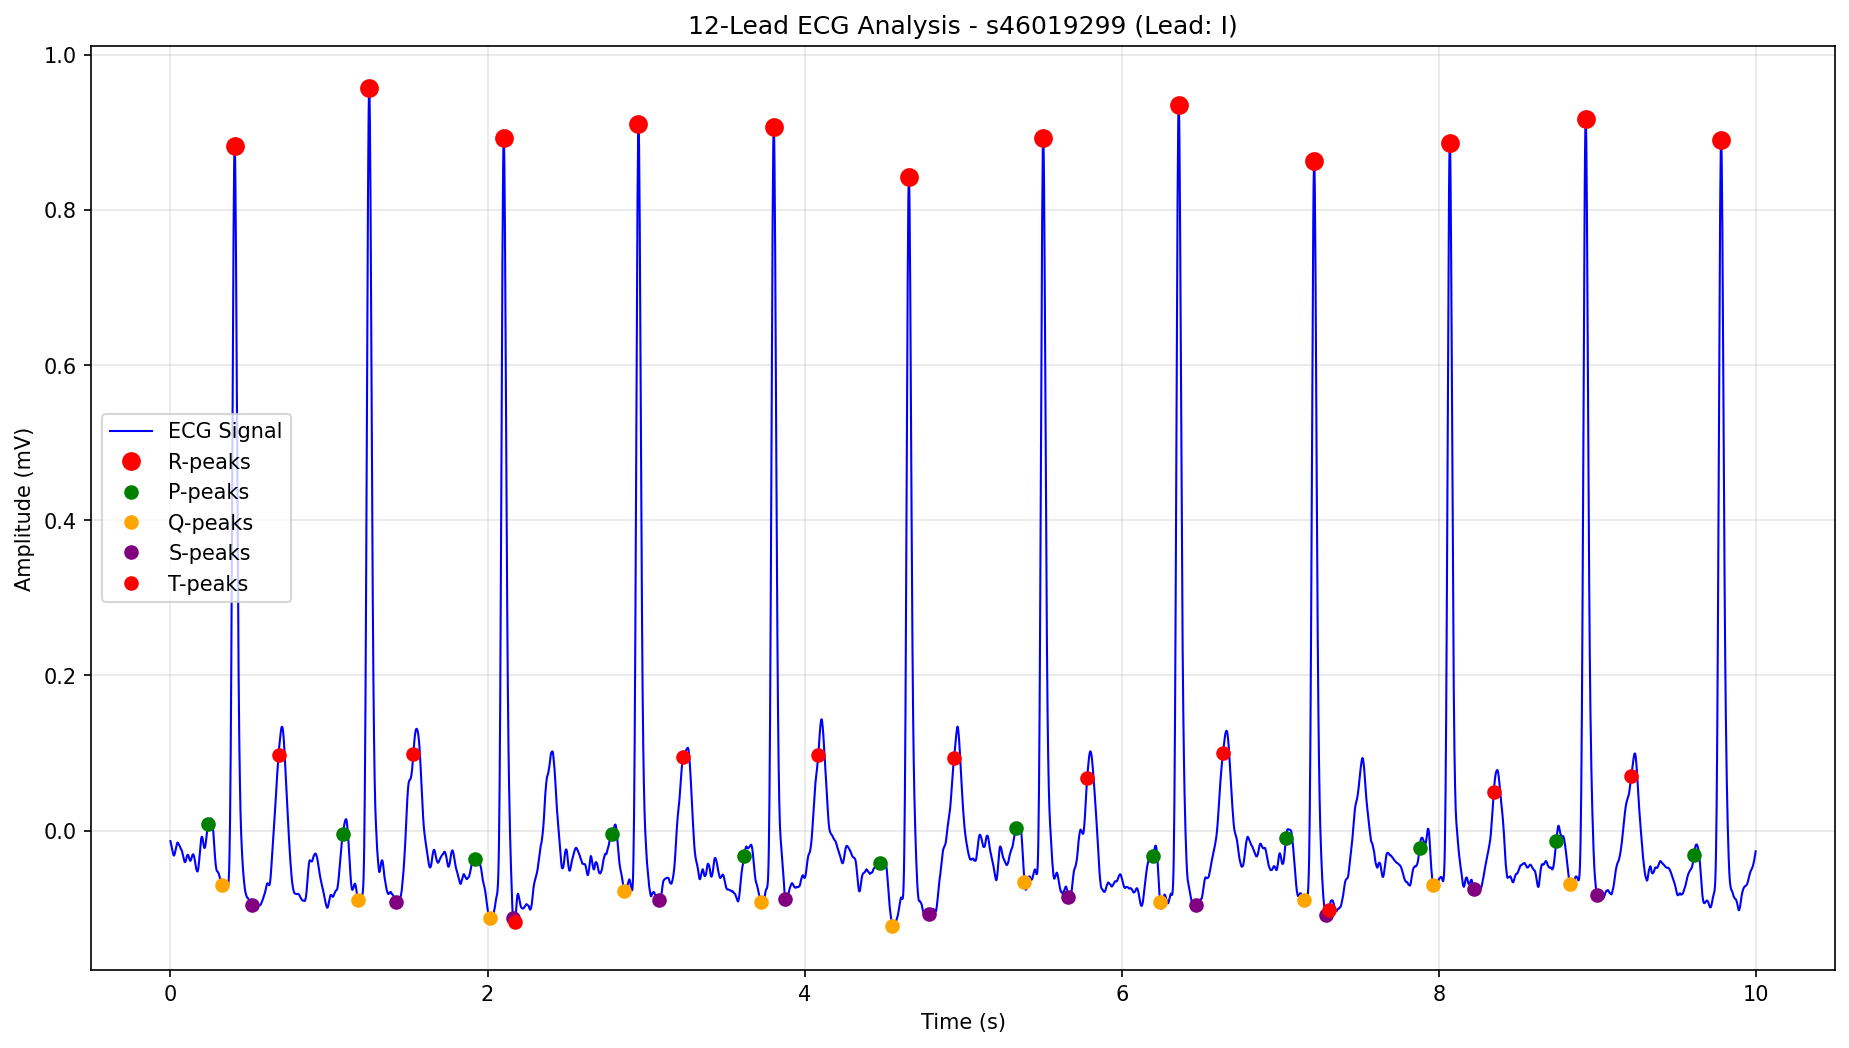 12-Lead ECG Analysis - s46019299 (Lead: I)
1.0
0.8
0.6
0.4
0.2
0.0
Amplitude (mV)
ECG Signal
R-peaks
P-peaks
Q-peaks
S-peaks
T-peaks
0 2 4 6 8 10
Time (s)